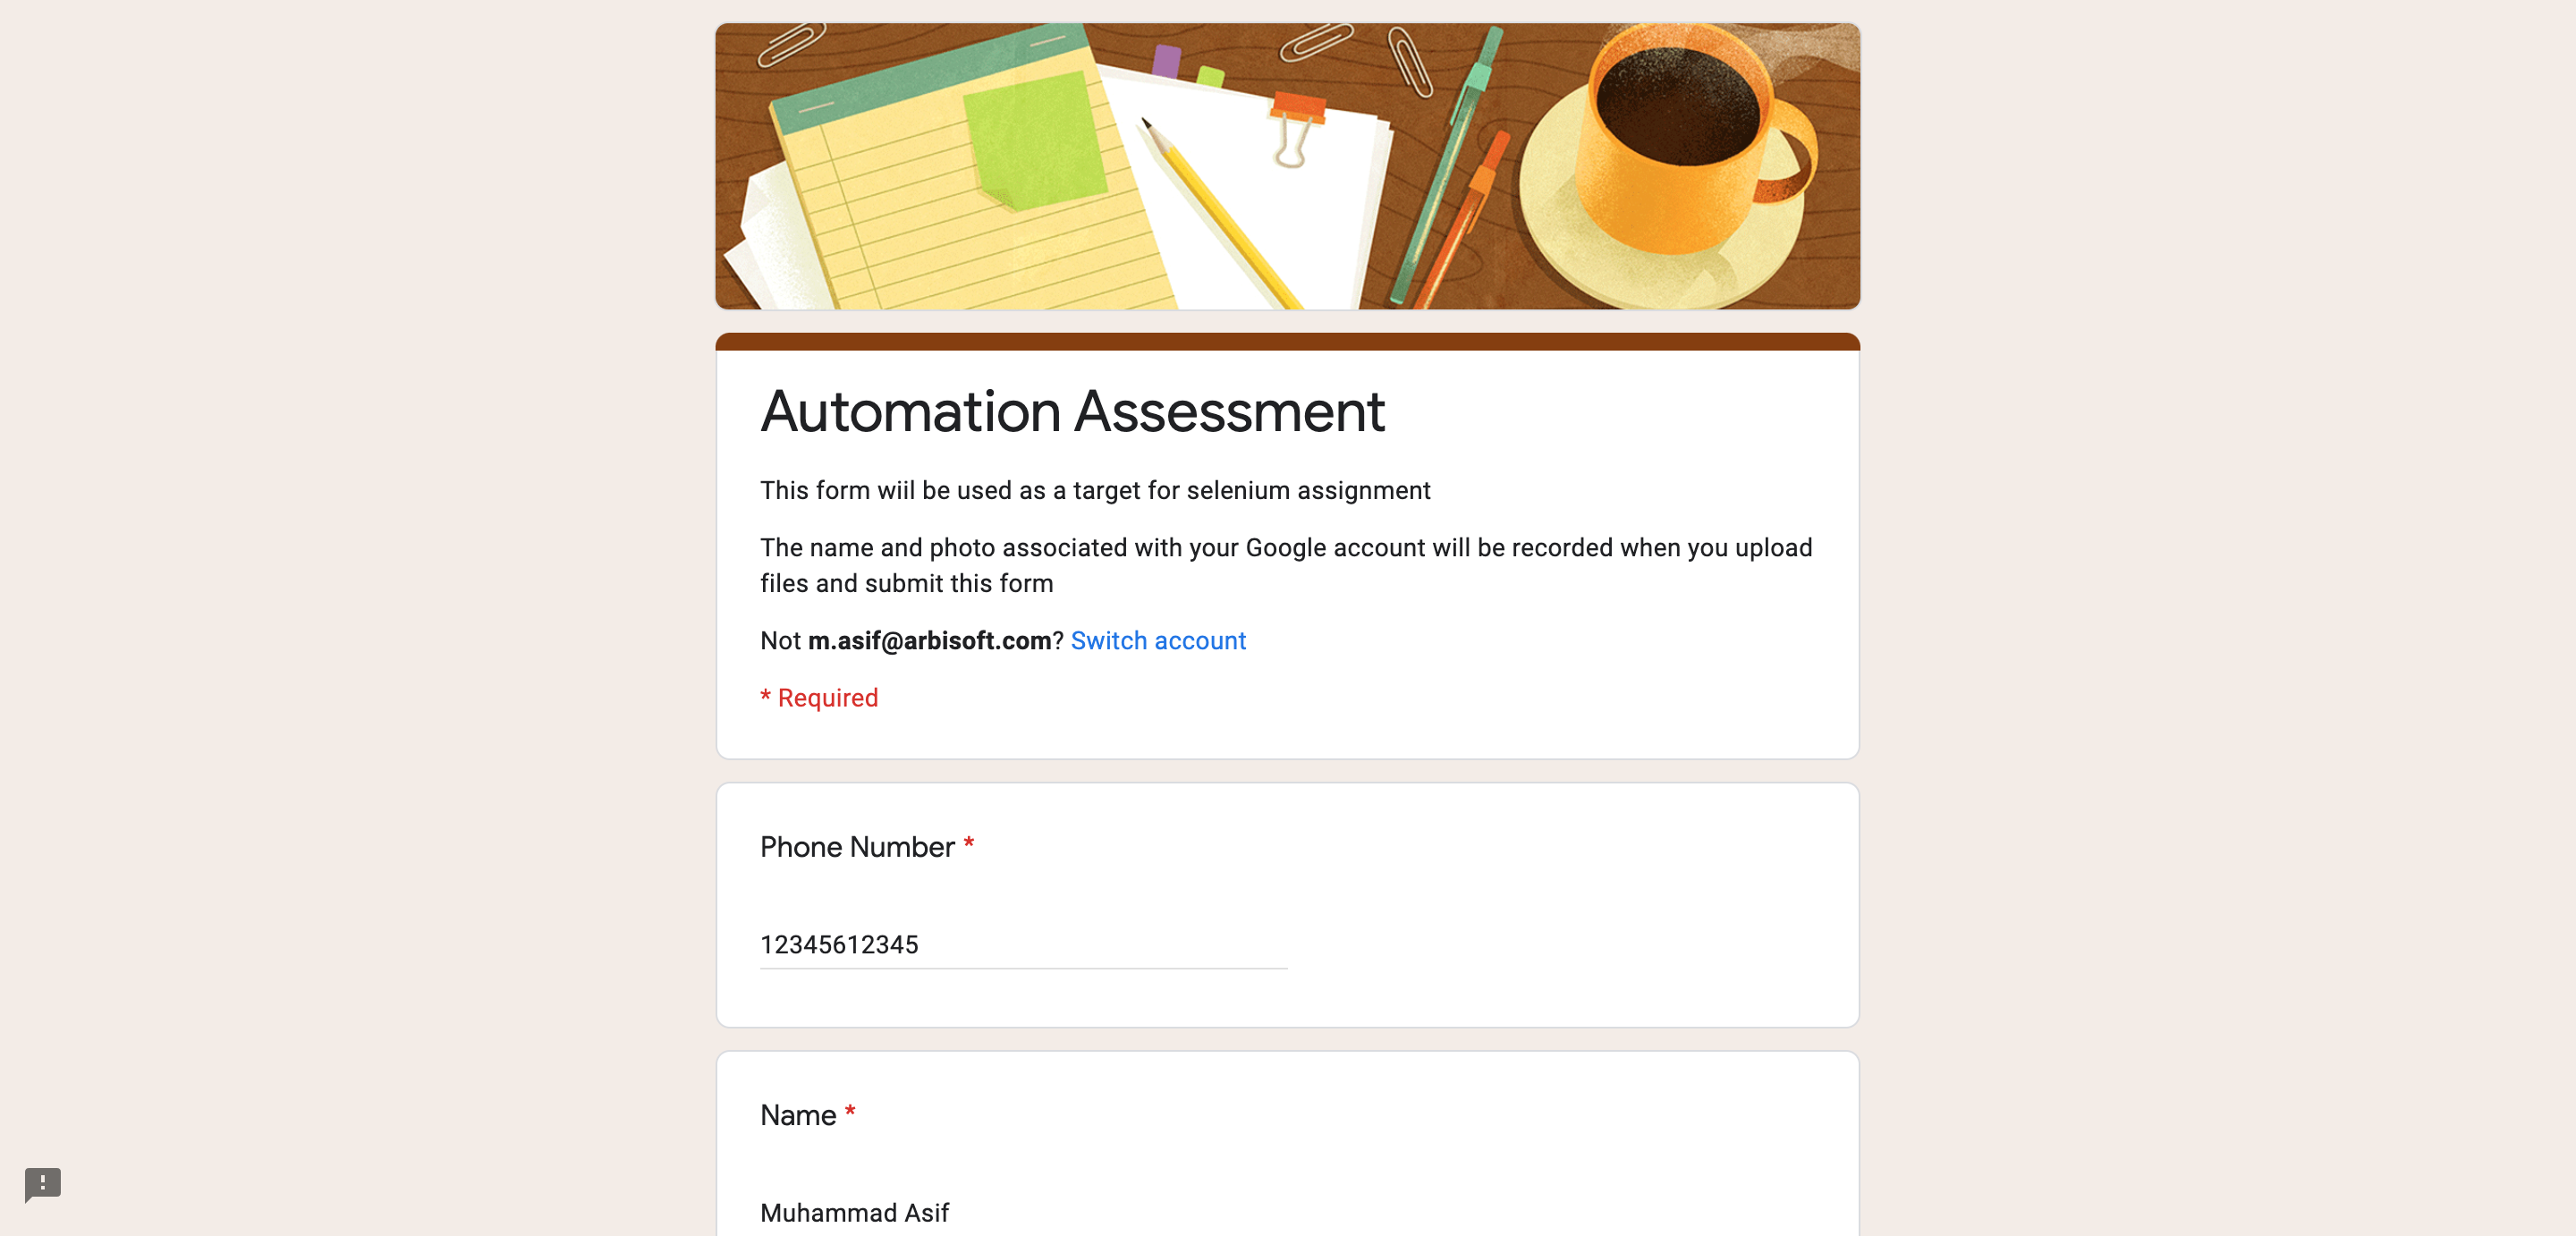 Automation Assessment
This form wiil be used as a target for selenium assignment
The name and photo associated with your Google account will be recorded when you upload
files and submit this form
Not m.asif@arbisoft.com? Switch account
* Required
Phone Number *
12345612345
Name *
Muhammad Asif